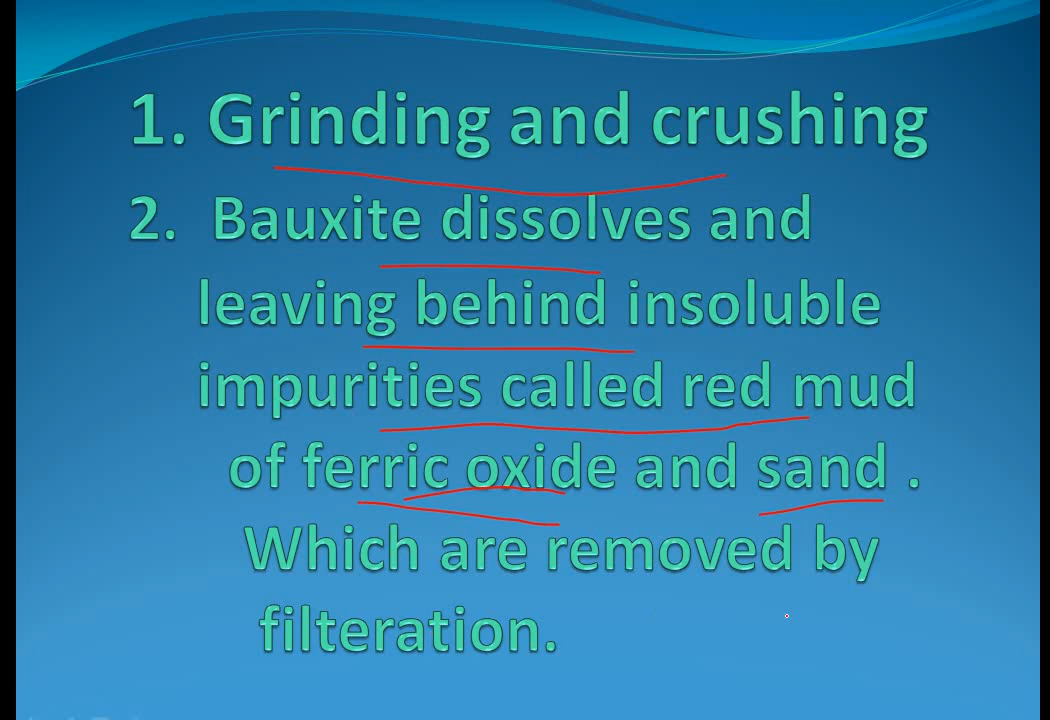 1. Grinding and crushing
2. Bauxite dissolves and
leaving behind insoluble
impurities called red mud
of ferric oxide and sand .
Which are removed by
filteration.